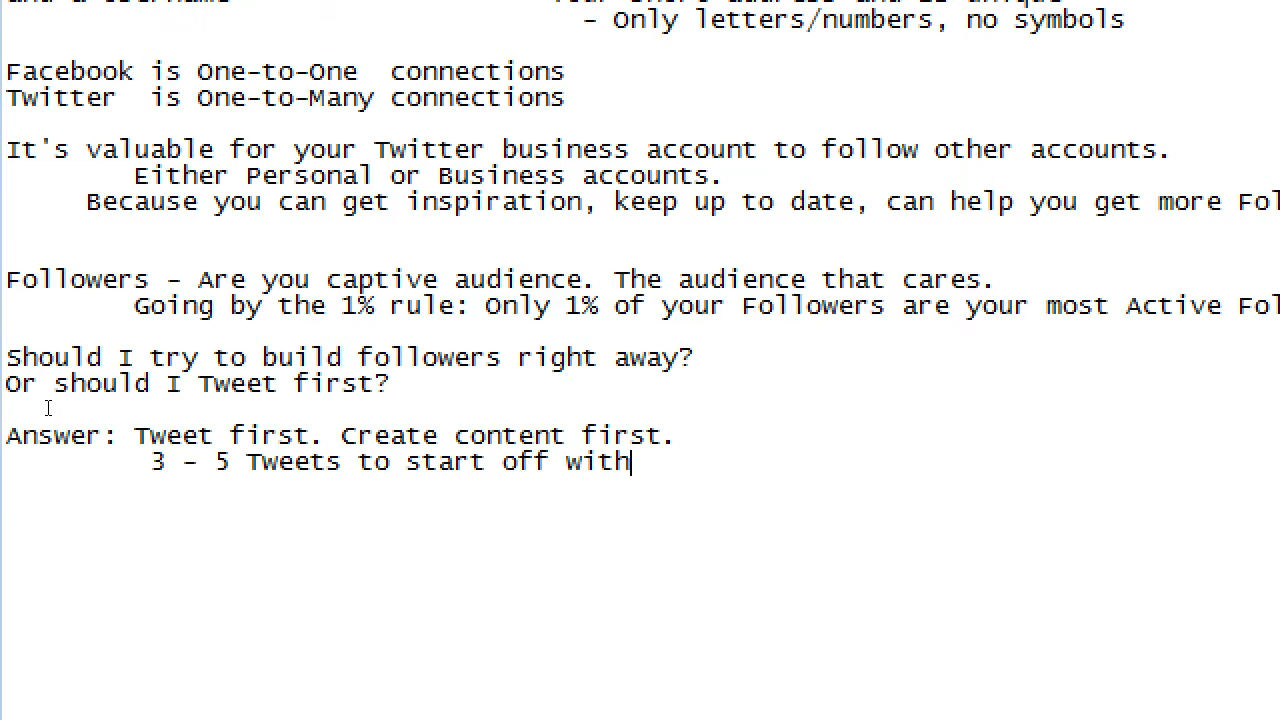 – Only letters/numbers, no symbols
Facebook is One-to-One connections
Twitter is One-to-Many connections
It's valuable for your Twitter business account to follow other accounts.
Either Personal or Business accounts.
Because you can get inspiration, keep up to date, can help you get more Fol
Followers – Are you captive audience. The audience that cares.
Going by the 1% rule: Only 1% of your Followers are your most Active Fol
Should I try to build followers right away?
Or should I Tweet first?
Answer: Tweet first. Create content first.
3 – 5 Tweets to start off with